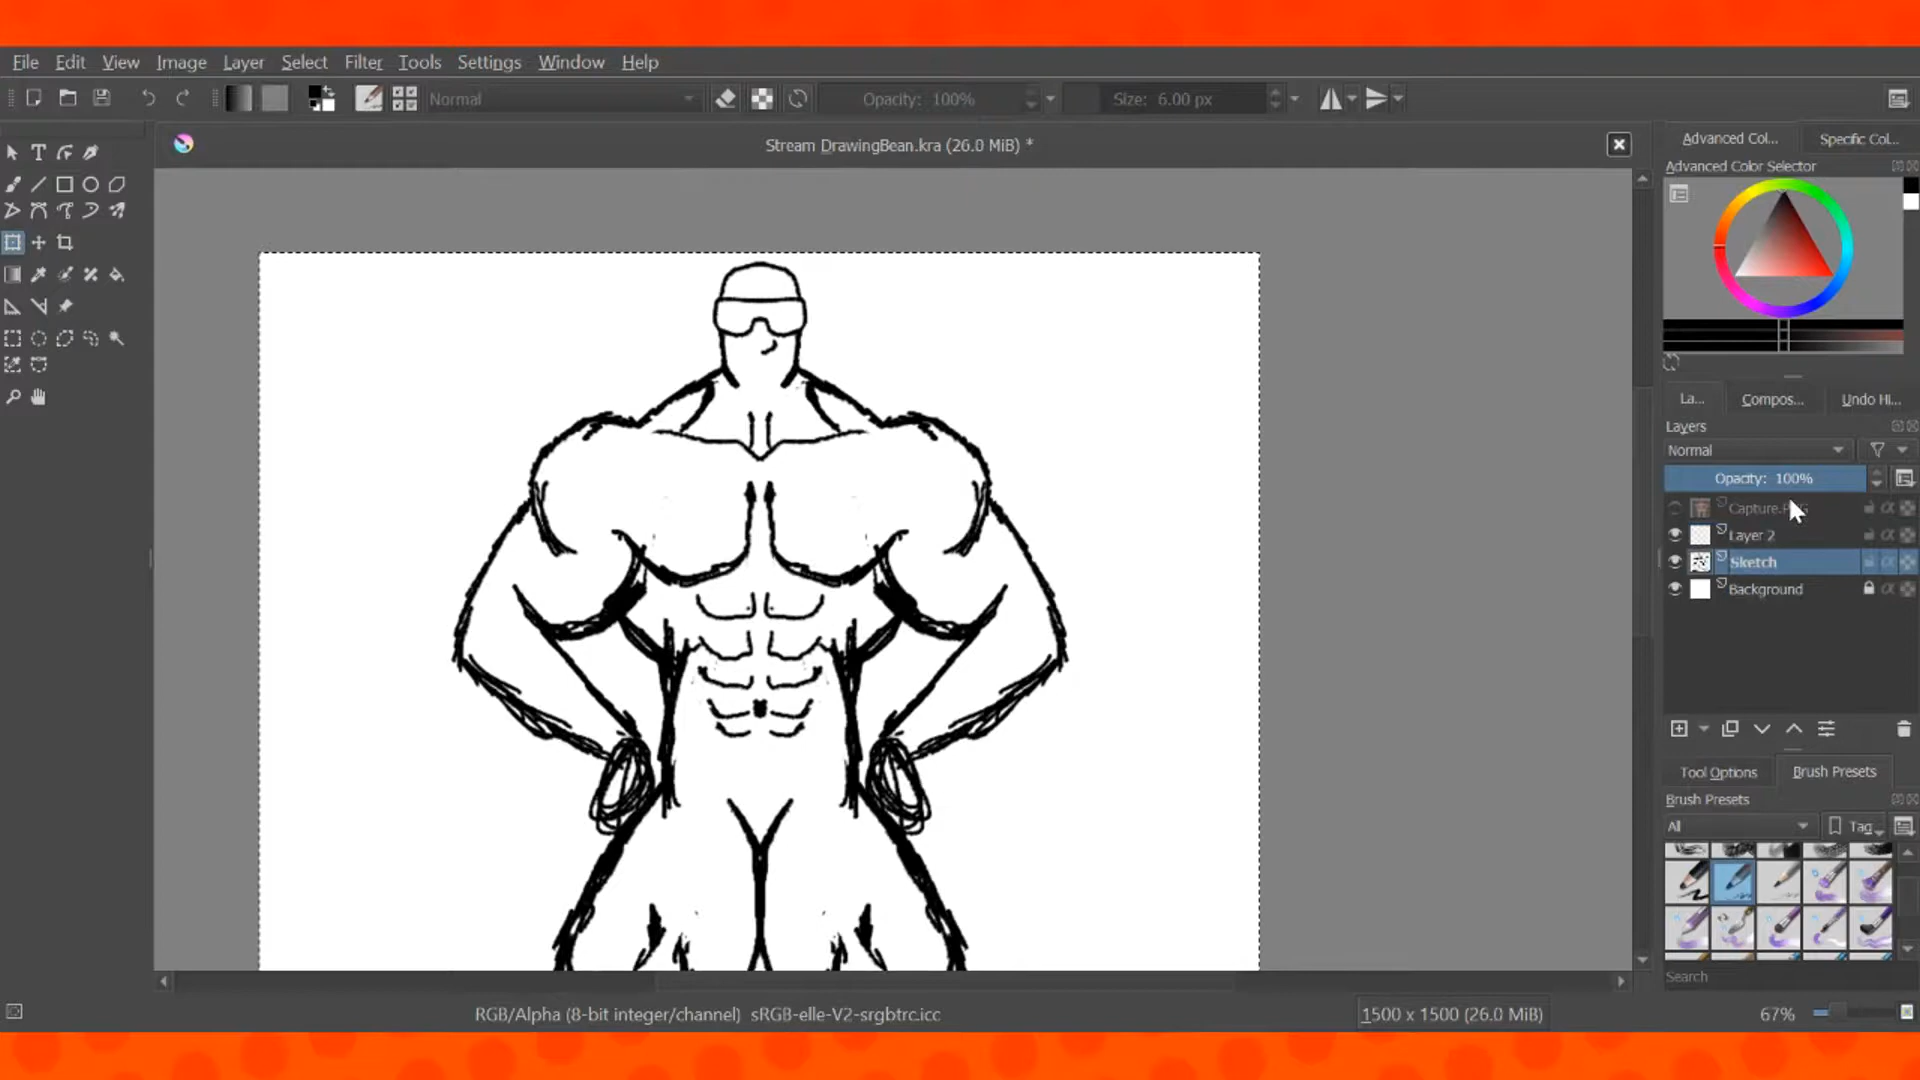 File Edit View Image Layer Select Filter Tools Settings Window Help
Normal Opacity: 100% Size: 6.00 px
Stream DrawingBean.kra (26.0 MiB) *
Advanced Col... Specific Col...
Advanced Color Selector
La... Compos... Undo Hi...
Layers
Normal
Opacity: 100%
Layer 2
Sketch
Background
Tool Options Brush Presets
Brush Presets
All Tag
Search
RGB/Alpha (8-bit integer/channel) sRGB-elle-V2-srgbtrc.icc 1500 x 1500 (26.0 MiB) 67%